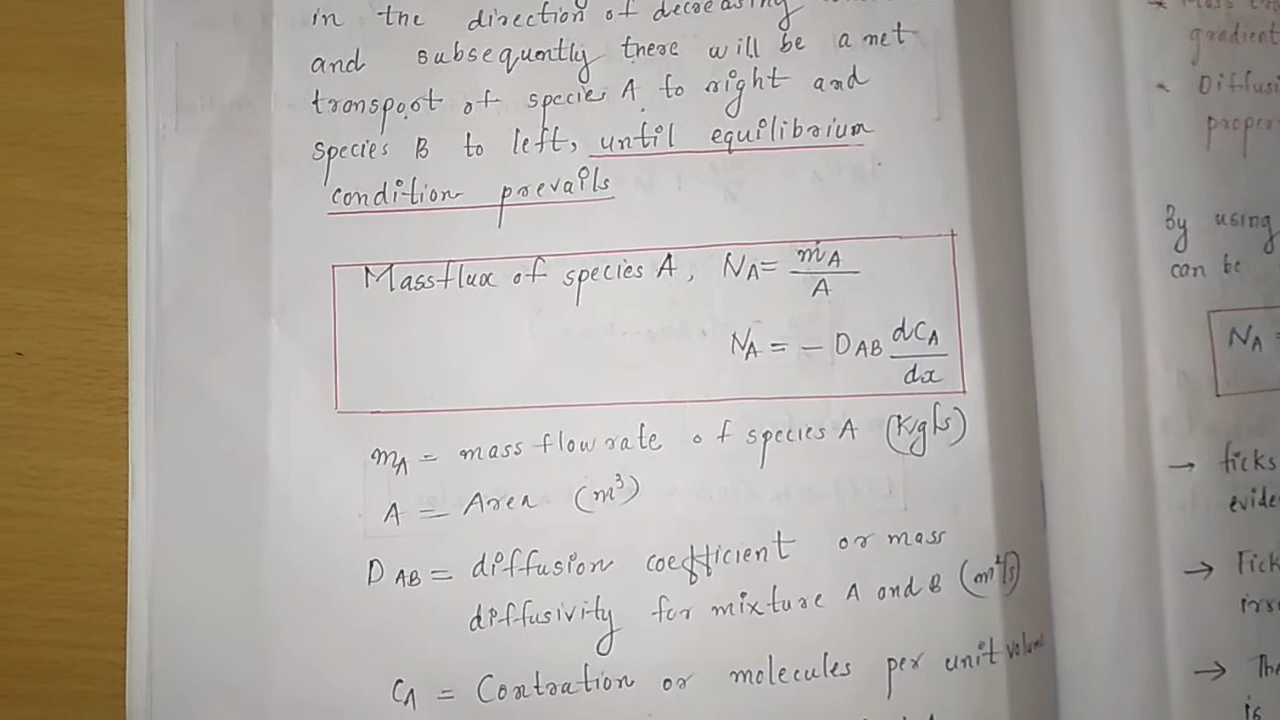 in the direction of decreasing
and subsequently there will be a net
transport of species A to right and
species B to left, until equilibrium
condition prevails
Massflux of species A, NA = ṁA / A
NA = - DAB dCA / dx
mA = mass flow rate of species A (Kg/s)
A = Area (m³)
DAB = diffusion coefficient or mass
diffusivity for mixture A and B (m²/s)
CA = Contration or molecules per unit volume
gradient
* Diffusi
proper
By using
can be
NA =
→ ficks
evide
→ Fick
irre
→ The
is